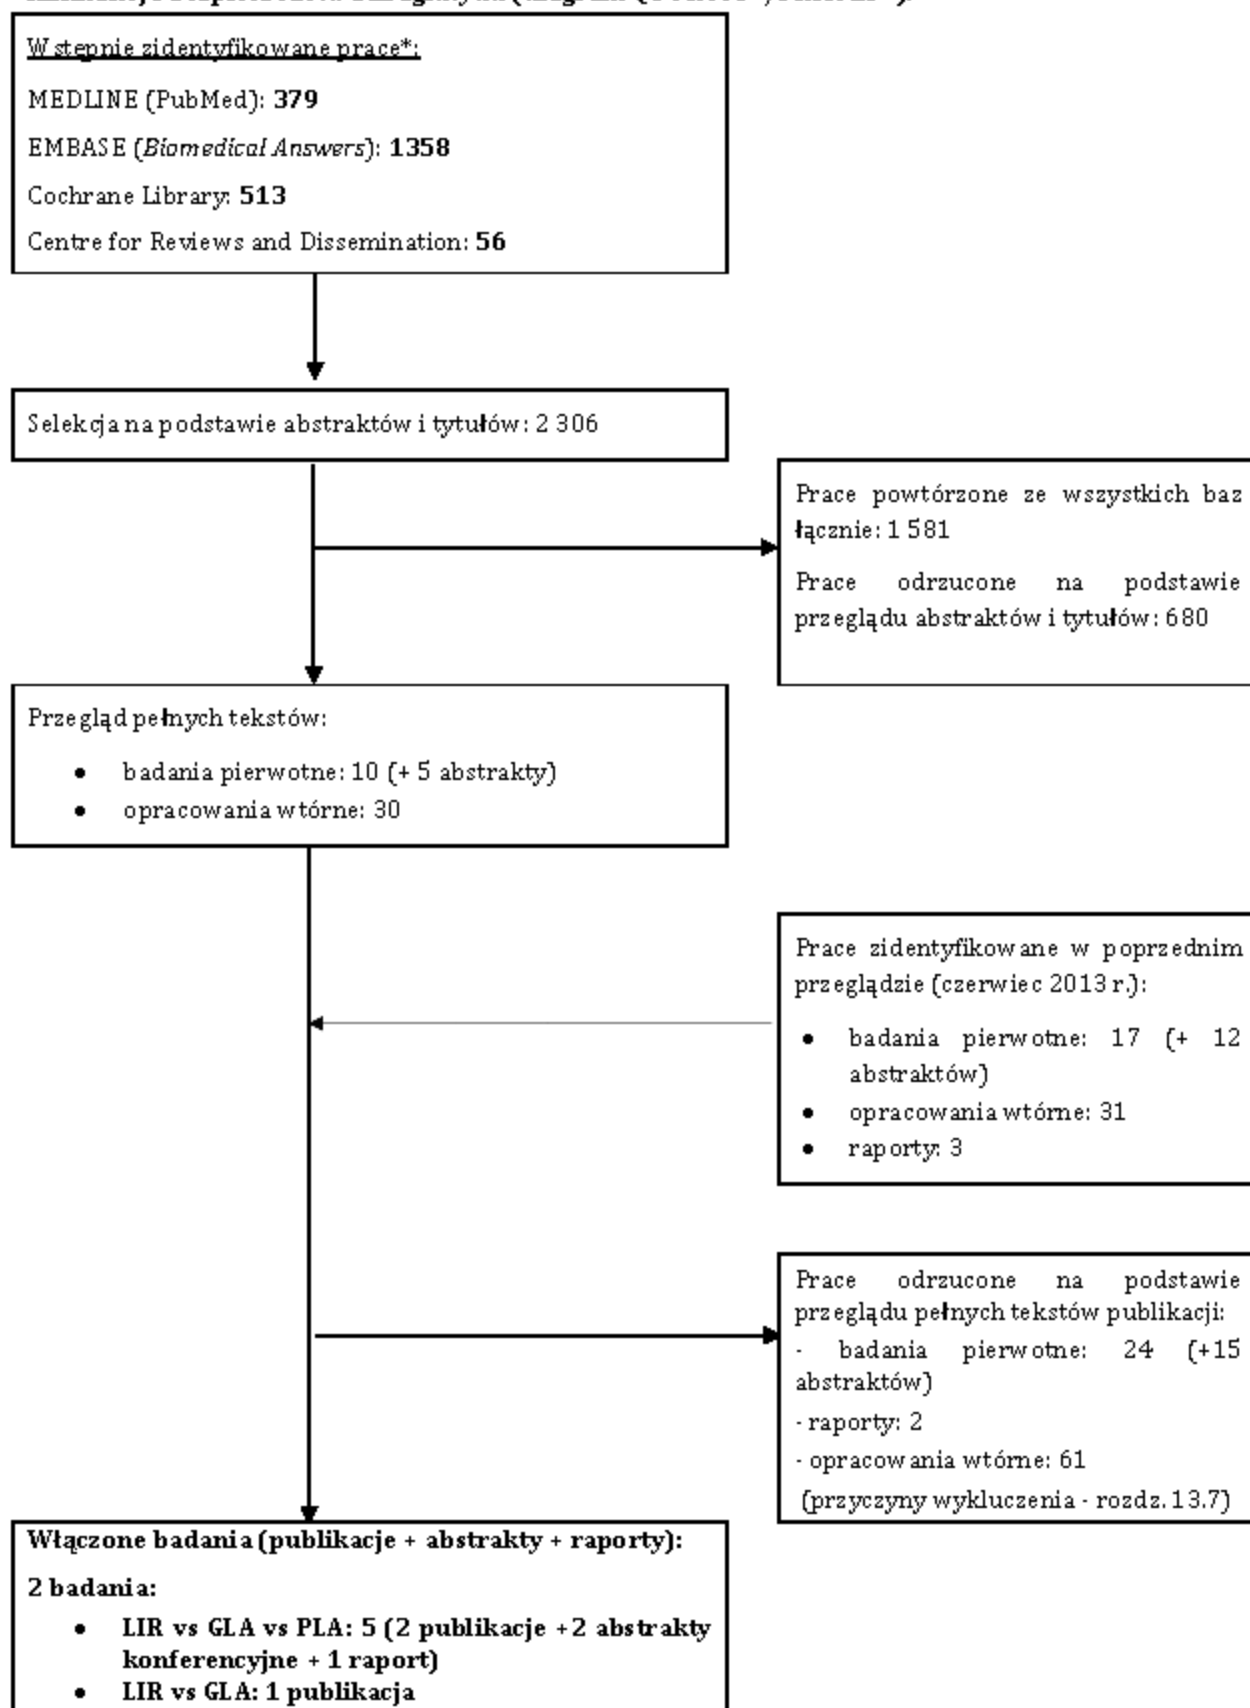 Wstępnie zidentyfikowane prace*:
MEDLINE (PubMed): 379
EMBASE (Biomedical Answers): 1358
Cochrane Library: 513
Centre for Reviews and Dissemination: 56
Selekcja na podstawie abstraktów i tytułów: 2 306
Prace powtórzone ze wszystkich baz
łącznie: 1 581
Prace odrzucone na podstawie
przeglądu abstraktów i tytułów: 680
Przegląd pełnych tekstów:
• badania pierwotne: 10 (+ 5 abstrakty)
• opracowania wtórne: 30
Prace zidentyfikowane w poprzednim
przeglądzie (czerwiec 2013 r.):
• badania pierwotne: 17 (+ 12
abstraktów)
• opracowania wtórne: 31
• raporty: 3
Prace odrzucone na podstawie
przeglądu pełnych tekstów publikacji:
- badania pierwotne: 24 (+15
abstraktów)
- raporty: 2
- opracowania wtórne: 61
(przyczyny wykluczenia - rozdz. 13.7)
Włączone badania (publikacje + abstrakty + raporty):
2 badania:
• LIR vs GLA vs PLA: 5 (2 publikacje +2 abstrakty
konferencyjne + 1 raport)
• LIR vs GLA: 1 publikacja